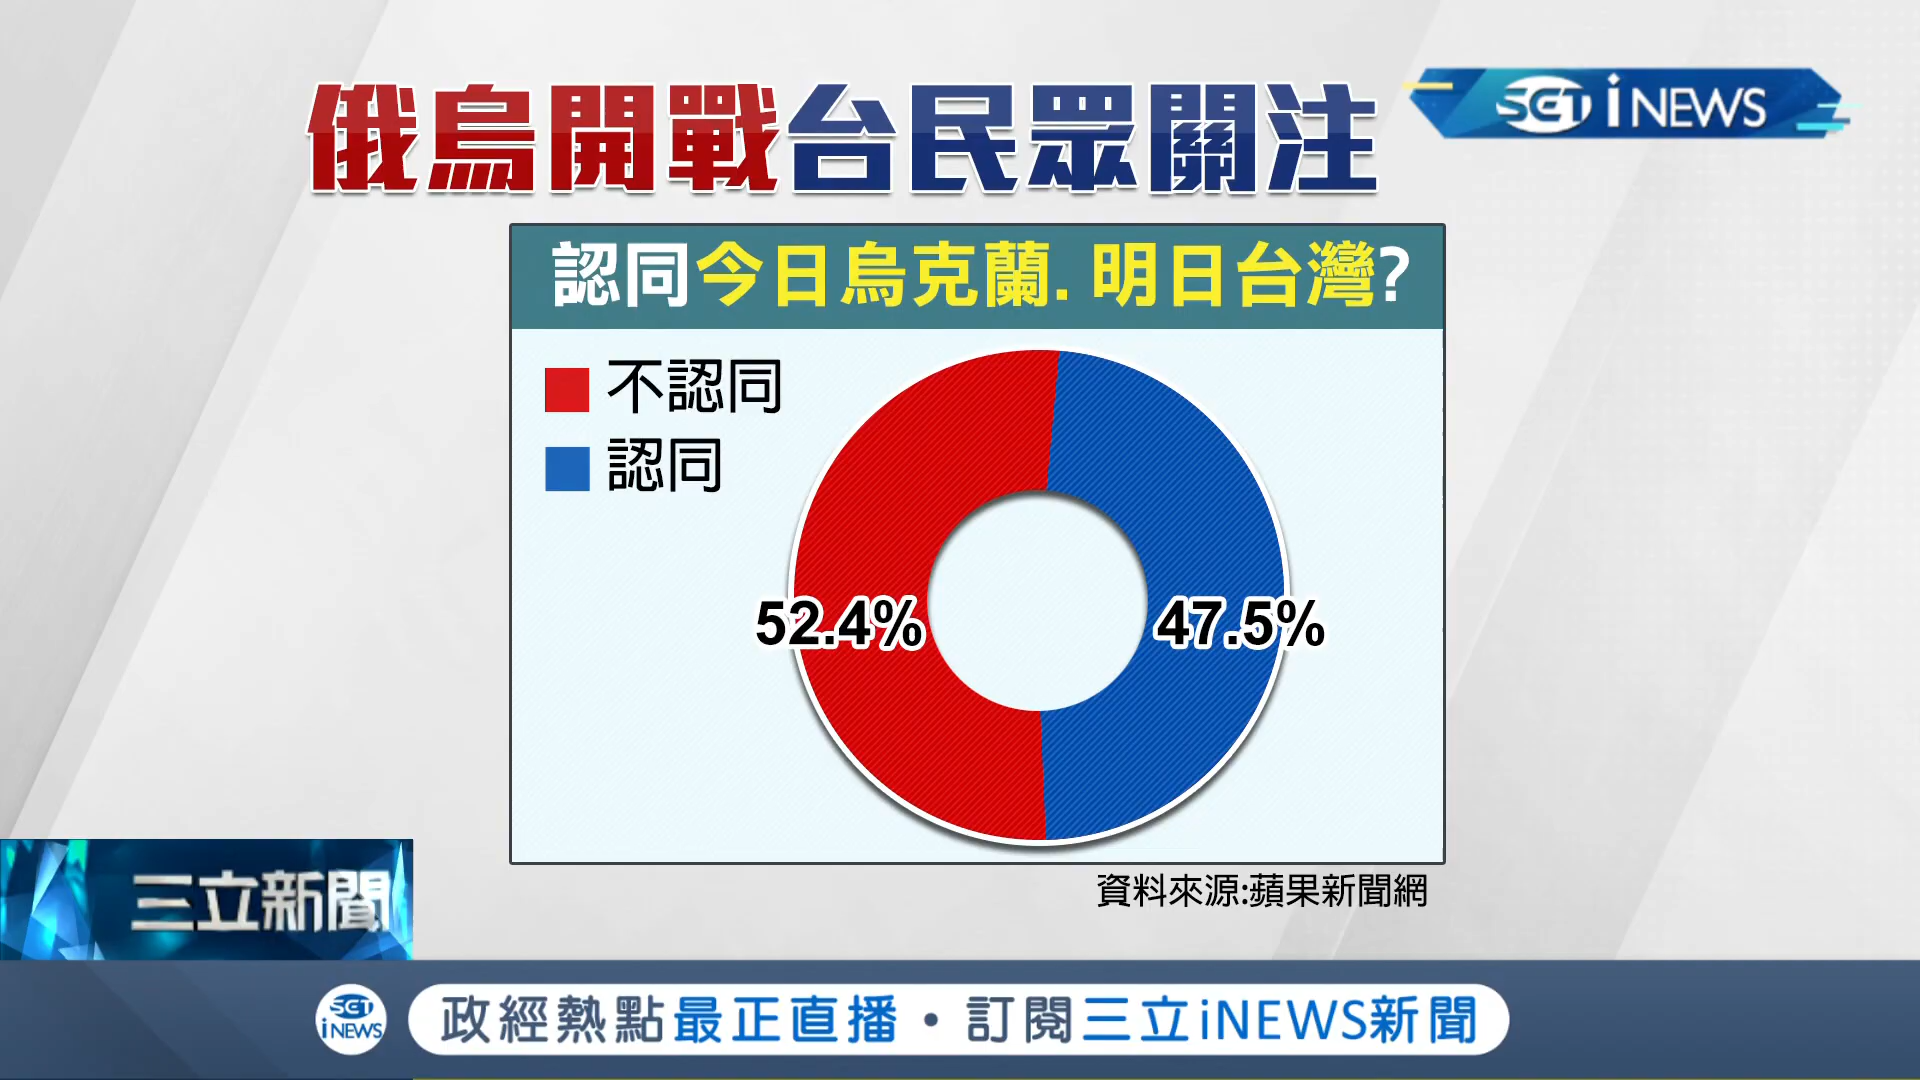 俄烏開戰台民眾關注
SET iNEWS
認同今日烏克蘭.明日台灣?
不認同
認同
52.4%
47.5%
資料來源:蘋果新聞網
三立新聞
SET
iNEWS
政經熱點最正直播・訂閱三立iNEWS新聞